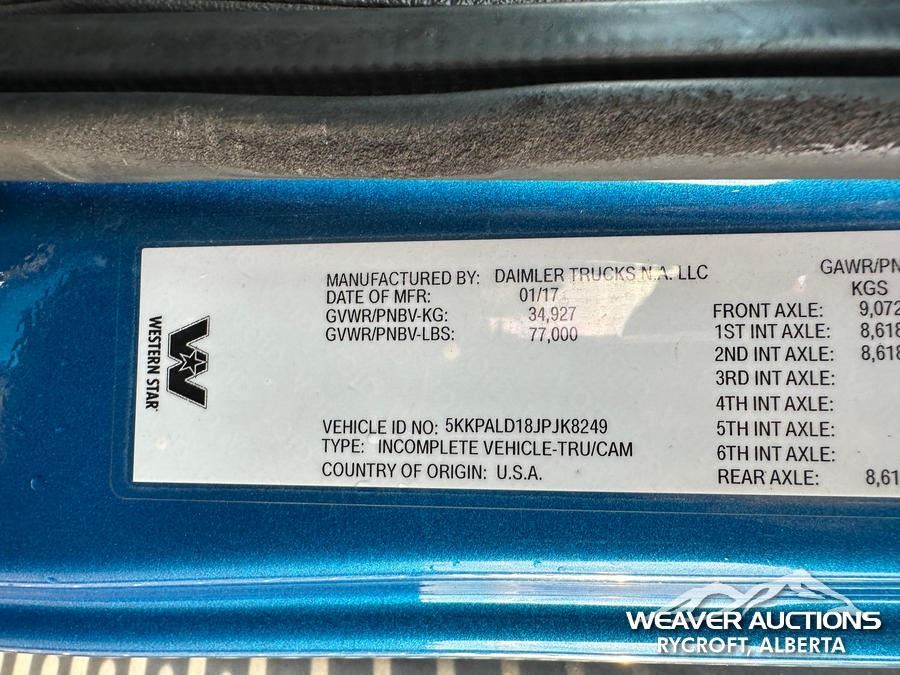 MANUFACTURED BY: DAIMLER TRUCKS N.A. LLC
DATE OF MFR: 01/17
GVWR/PNBV-KG: 34,927
GVWR/PNBV-LBS: 77,000
WESTERN STAR
VEHICLE ID NO: 5KKPALD18JPJK8249
TYPE: INCOMPLETE VEHICLE-TRU/CAM
COUNTRY OF ORIGIN: U.S.A.
GAWR/PN
KGS
FRONT AXLE: 9,072
1ST INT AXLE: 8,618
2ND INT AXLE: 8,618
3RD INT AXLE:
4TH INT AXLE:
5TH INT AXLE:
6TH INT AXLE:
REAR AXLE: 8,61
WEAVER AUCTIONS
RYCROFT, ALBERTA